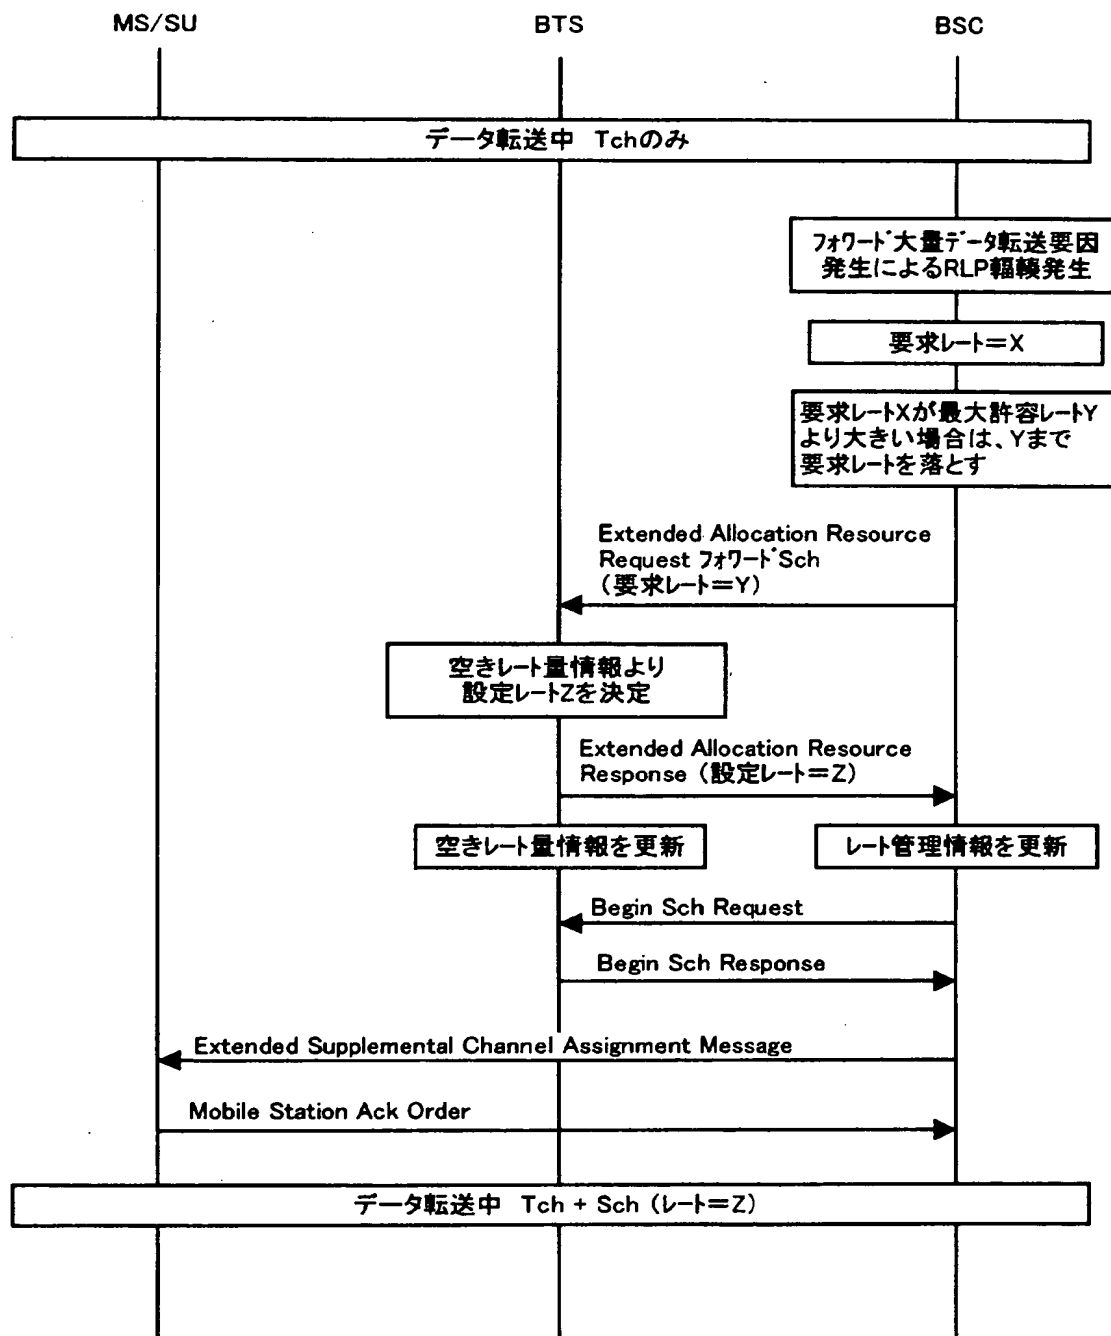 MS/SU
BTS
BSC
データ転送中 Tchのみ
フォワード大量データ転送要因
発生によるRLP輻輳発生
要求レート＝X
要求レートXが最大許容レートY
より大きい場合は、Yまで
要求レートを落とす
Extended Allocation Resource
Request フォワードSch
（要求レート＝Y）
空きレート量情報より
設定レートZを決定
Extended Allocation Resource
Response（設定レート＝Z）
空きレート量情報を更新
レート管理情報を更新
Begin Sch Request
Begin Sch Response
Extended Supplemental Channel Assignment Message
Mobile Station Ack Order
データ転送中 Tch + Sch（レート＝Z）